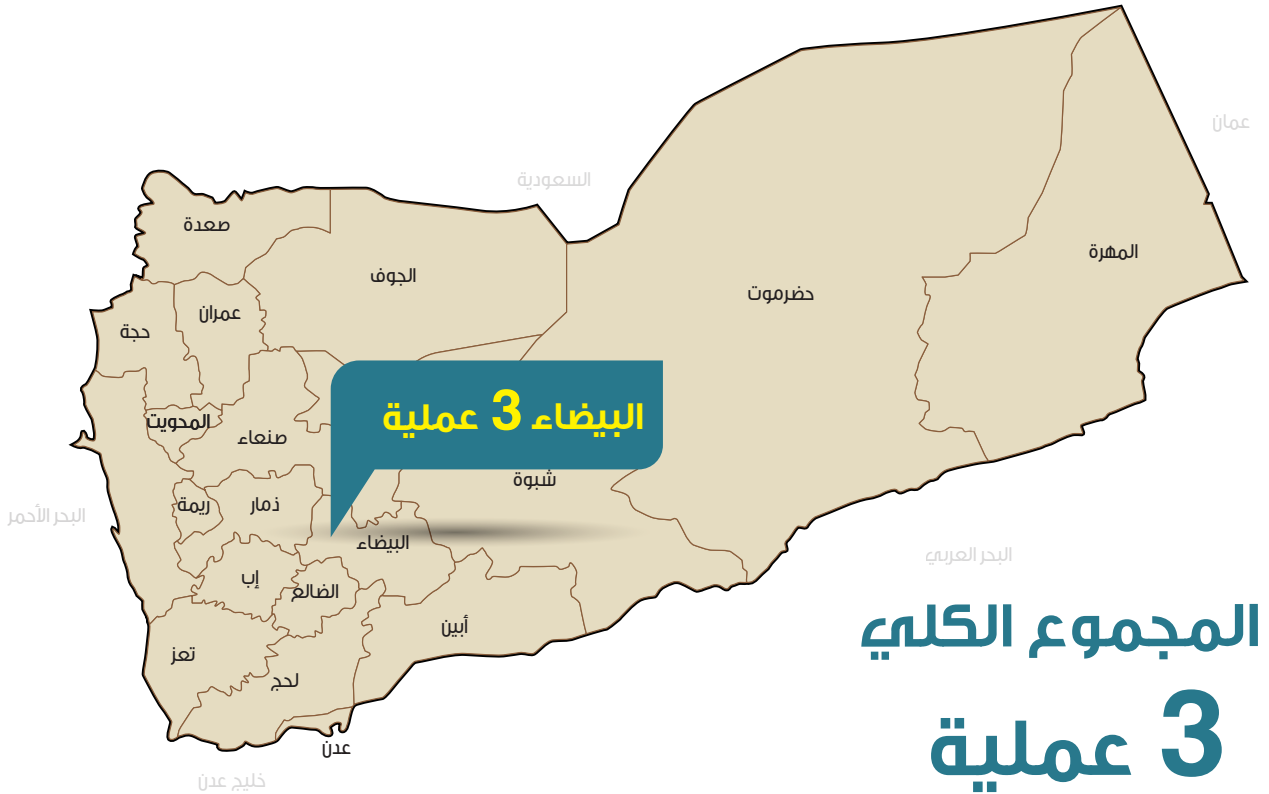 عمان
السعودية
صعدة
المهرة
الجوف
حضرموت
عمران
حجة
البيضاء 3 عملية
المحويت
صنعاء
شبوة
ذمار
ريمة
البحر الأحمر
البيضاء
البحر العربي
إب
الضالع
أبين
المجموع الكلي
3 عملية
تعز
لحج
عدن
خليج عدن